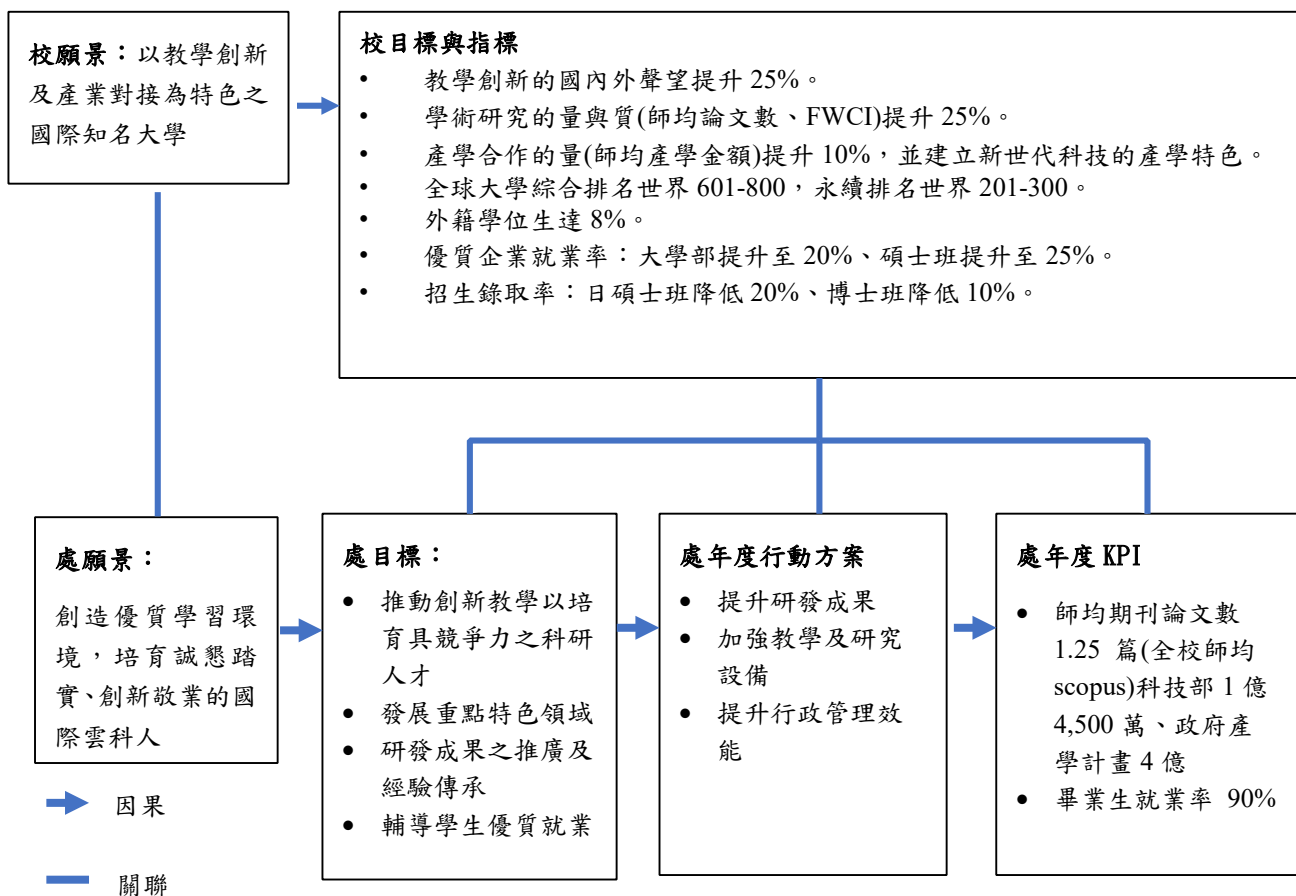 校願景：以教學創新
及產業對接為特色之
國際知名大學
校目標與指標
• 教學創新的國內外聲望提升 25%。
• 學術研究的量與質(師均論文數、FWCI)提升 25%。
• 產學合作的量(師均產學金額)提升 10%，並建立新世代科技的產學特色。
• 全球大學綜合排名世界 601-800，永續排名世界 201-300。
• 外籍學位生達 8%。
• 優質企業就業率：大學部提升至 20%、碩士班提升至 25%。
• 招生錄取率：日碩士班降低 20%、博士班降低 10%。
處願景：
創造優質學習環
境，培育誠懇踏
實、創新敬業的國
際雲科人
處目標：
• 推動創新教學以培
育具競爭力之科研
人才
• 發展重點特色領域
• 研發成果之推廣及
經驗傳承
• 輔導學生優質就業
處年度行動方案
• 提升研發成果
• 加強教學及研究
設備
• 提升行政管理效
能
處年度 KPI
• 師均期刊論文數
1.25 篇(全校師均
scopus)科技部 1 億
4,500 萬、政府產
學計畫 4 億
• 畢業生就業率 90%
因果
關聯